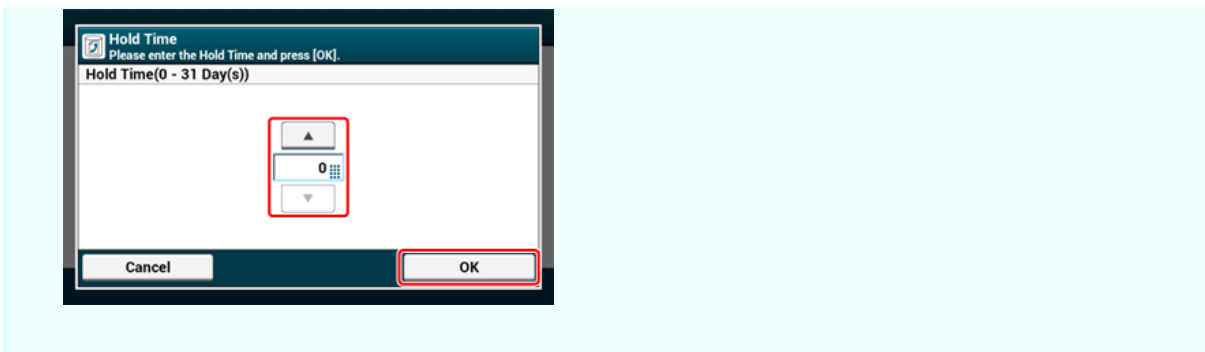 Hold Time
Please enter the Hold Time and press [OK].
Hold Time(0 - 31 Day(s))
0
Cancel
OK